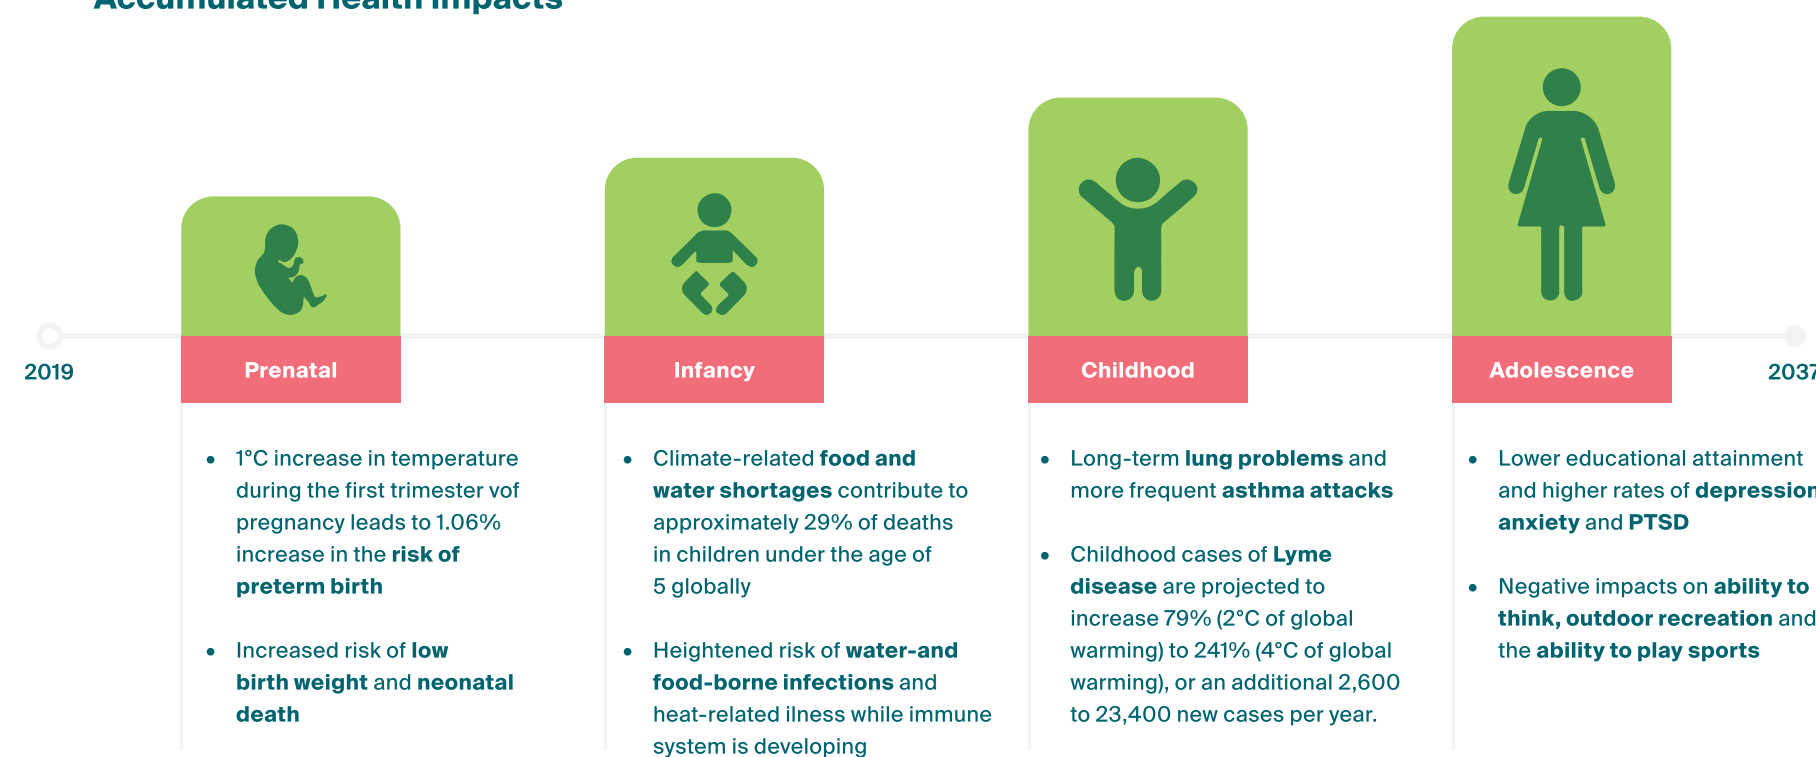 Accumulated Health Impacts
2019
Prenatal
Infancy
Childhood
Adolescence
2037
• 1°C increase in temperature
during the first trimester vof
pregnancy leads to 1.06%
increase in the risk of
preterm birth
• Increased risk of low
birth weight and neonatal
death
• Climate-related food and
water shortages contribute to
approximately 29% of deaths
in children under the age of
5 globally
• Heightened risk of water-and
food-borne infections and
heat-related ilness while immune
system is developing
• Long-term lung problems and
more frequent asthma attacks
• Childhood cases of Lyme
disease are projected to
increase 79% (2°C of global
warming) to 241% (4°C of global
warming), or an additional 2,600
to 23,400 new cases per year.
• Lower educational attainment
and higher rates of depression
anxiety and PTSD
• Negative impacts on ability to
think, outdoor recreation and
the ability to play sports